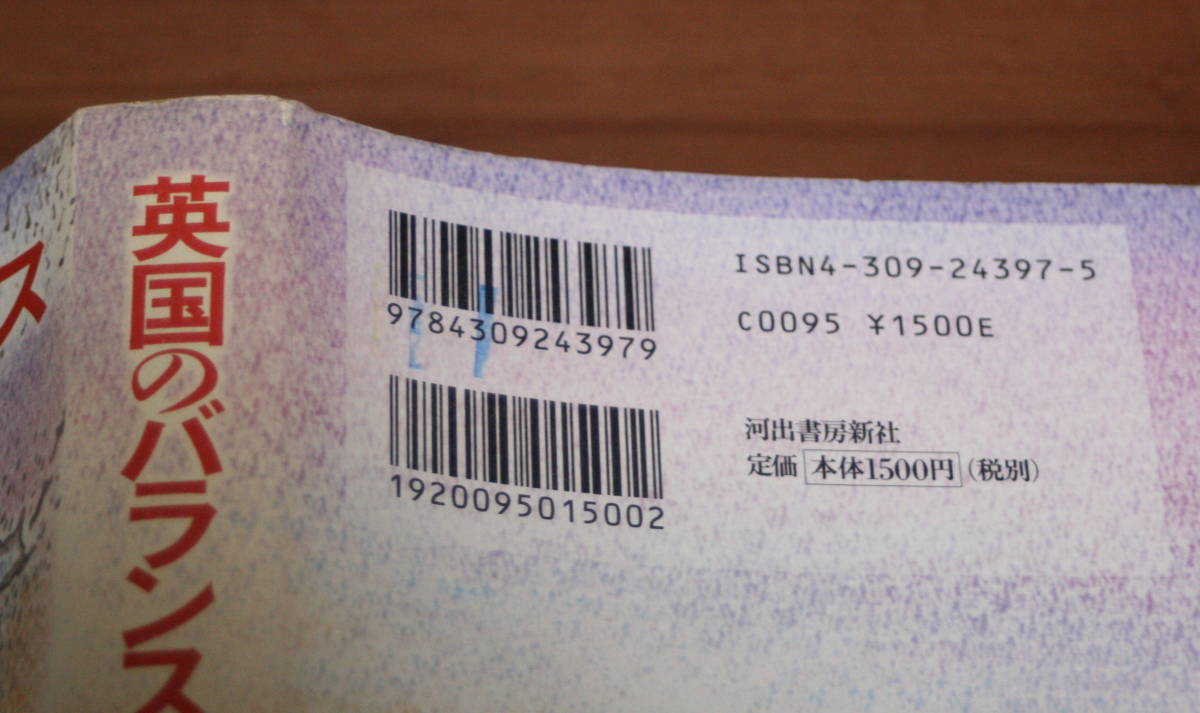 英国のバランス
ス
9784309243979
ISBN4-309-24397-5
C0095 ¥1500E
1920095015002
河出書房新社
定価 本体1500円(税別)